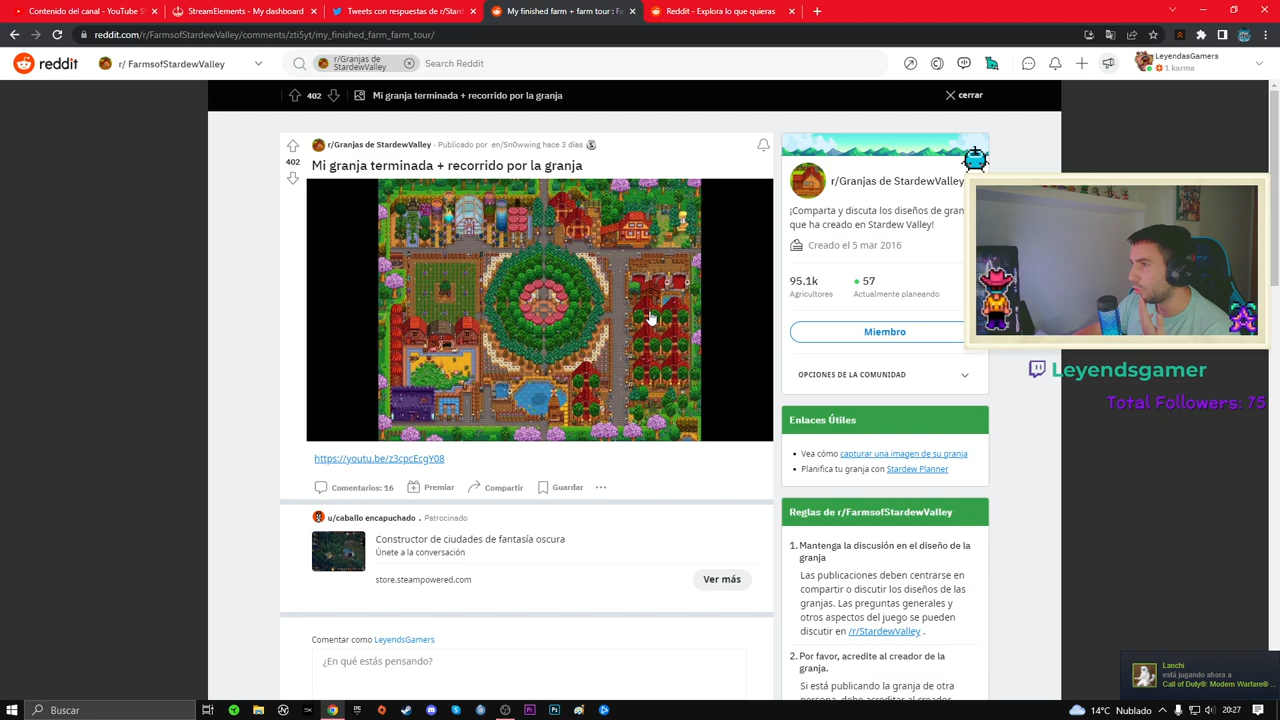 Contenido del canal - YouTube S
StreamElements - My dashboard
Tweets con respuestas de r/Stard
My finished farm + farm tour : Fa
Reddit - Explora lo que quieras
reddit.com/r/FarmsofStardewValley/comments/zti5yt/my_finished_farm_farm_tour/
reddit
r/ FarmsofStardewValley
r/Granjas de StardewValley
Search Reddit
LeyendasGamers
1 karma
402
Mi granja terminada + recorrido por la granja
cerrar
r/Granjas de StardewValley · Publicado por en/Sn0wwing hace 3 días
402
Mi granja terminada + recorrido por la granja
https://youtu.be/z3cpcEcgY08
Comentarios: 16
Premiar
Compartir
Guardar
u/caballo encapuchado . Patrocinado
Constructor de ciudades de fantasía oscura
Únete a la conversación
store.steampowered.com
Ver más
Comentar como LeyendsGamers
¿En qué estás pensando?
r/Granjas de StardewValley
¡Comparta y discuta los diseños de gran
que ha creado en Stardew Valley!
Creado el 5 mar 2016
95.1k
57
Agricultores
Actualmente planeando
Miembro
OPCIONES DE LA COMUNIDAD
Enlaces Útiles
Vea cómo capturar una imagen de su granja
Planifica tu granja con Stardew Planner
Reglas de r/FarmsofStardewValley
1. Mantenga la discusión en el diseño de la
granja
Las publicaciones deben centrarse en
compartir o discutir los diseños de las
granjas. Las preguntas generales y
otros aspectos del juego se pueden
discutir en /r/StardewValley .
2. Por favor, acredite al creador de la
granja.
Si está publicando la granja de otra
persona, debe acreditar al creador
Leyendsgamer
Total Followers: 75
Lanchi
está jugando ahora a
Call of Duty®: Modern Warfare® ...
Buscar
14°C Nublado
20:27